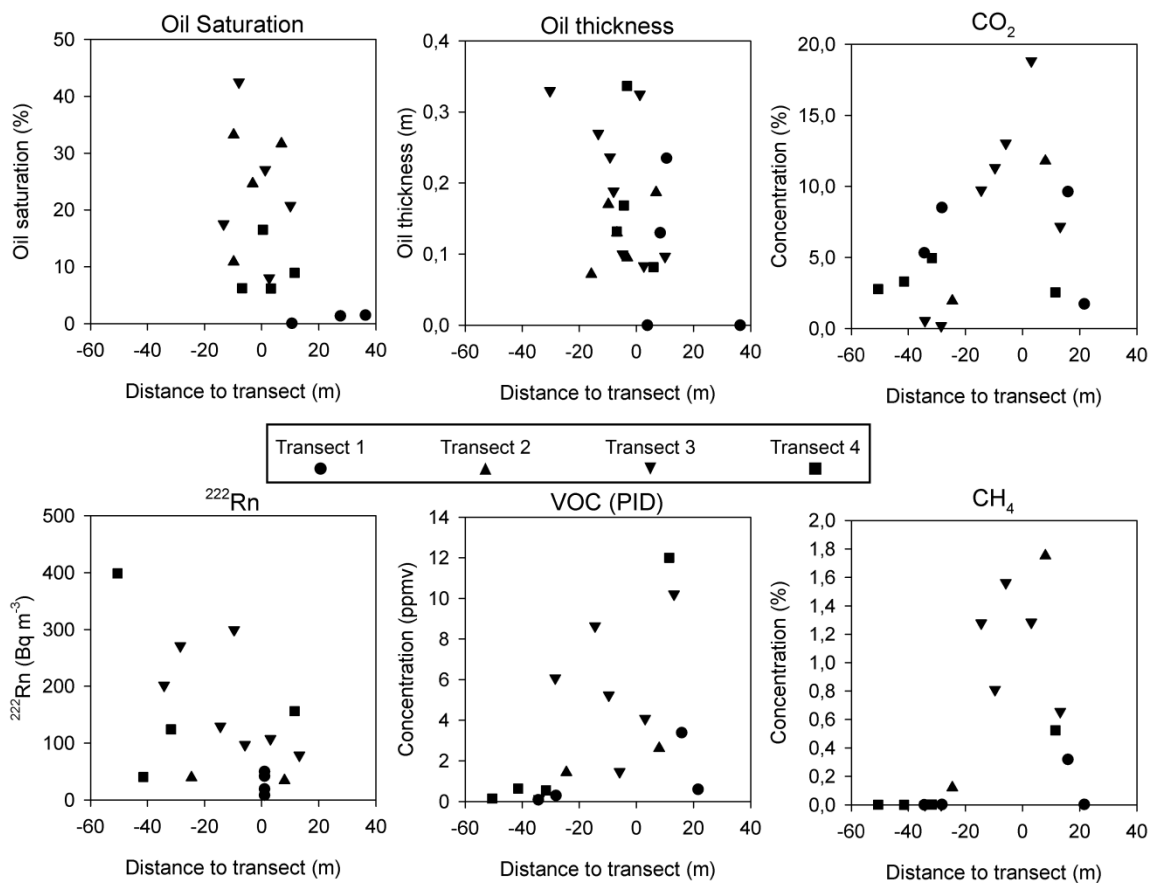 Oil Saturation
Oil saturation (%)
50
40
30
20
10
0
-60 -40 -20 0 20 40
Distance to transect (m)
Oil thickness
Oil thickness (m)
0,4
0,3
0,2
0,1
0,0
-60 -40 -20 0 20 40
Distance to transect (m)
CO₂
Concentration (%)
20,0
15,0
10,0
5,0
0,0
-60 -40 -20 0 20 40
Distance to transect (m)
Transect 1 Transect 2 Transect 3 Transect 4
²²²Rn
²²²Rn (Bq m⁻³)
500
400
300
200
100
0
-60 -40 -20 0 20 40
Distance to transect (m)
VOC (PID)
Concentration (ppmv)
14
12
10
8
6
4
2
0
-60 -40 -20 0 20 40
Distance to transect (m)
CH₄
Concentration (%)
2,0
1,8
1,6
1,4
1,2
1,0
0,8
0,6
0,4
0,2
0,0
-60 -40 -20 0 20 40
Distance to transect (m)